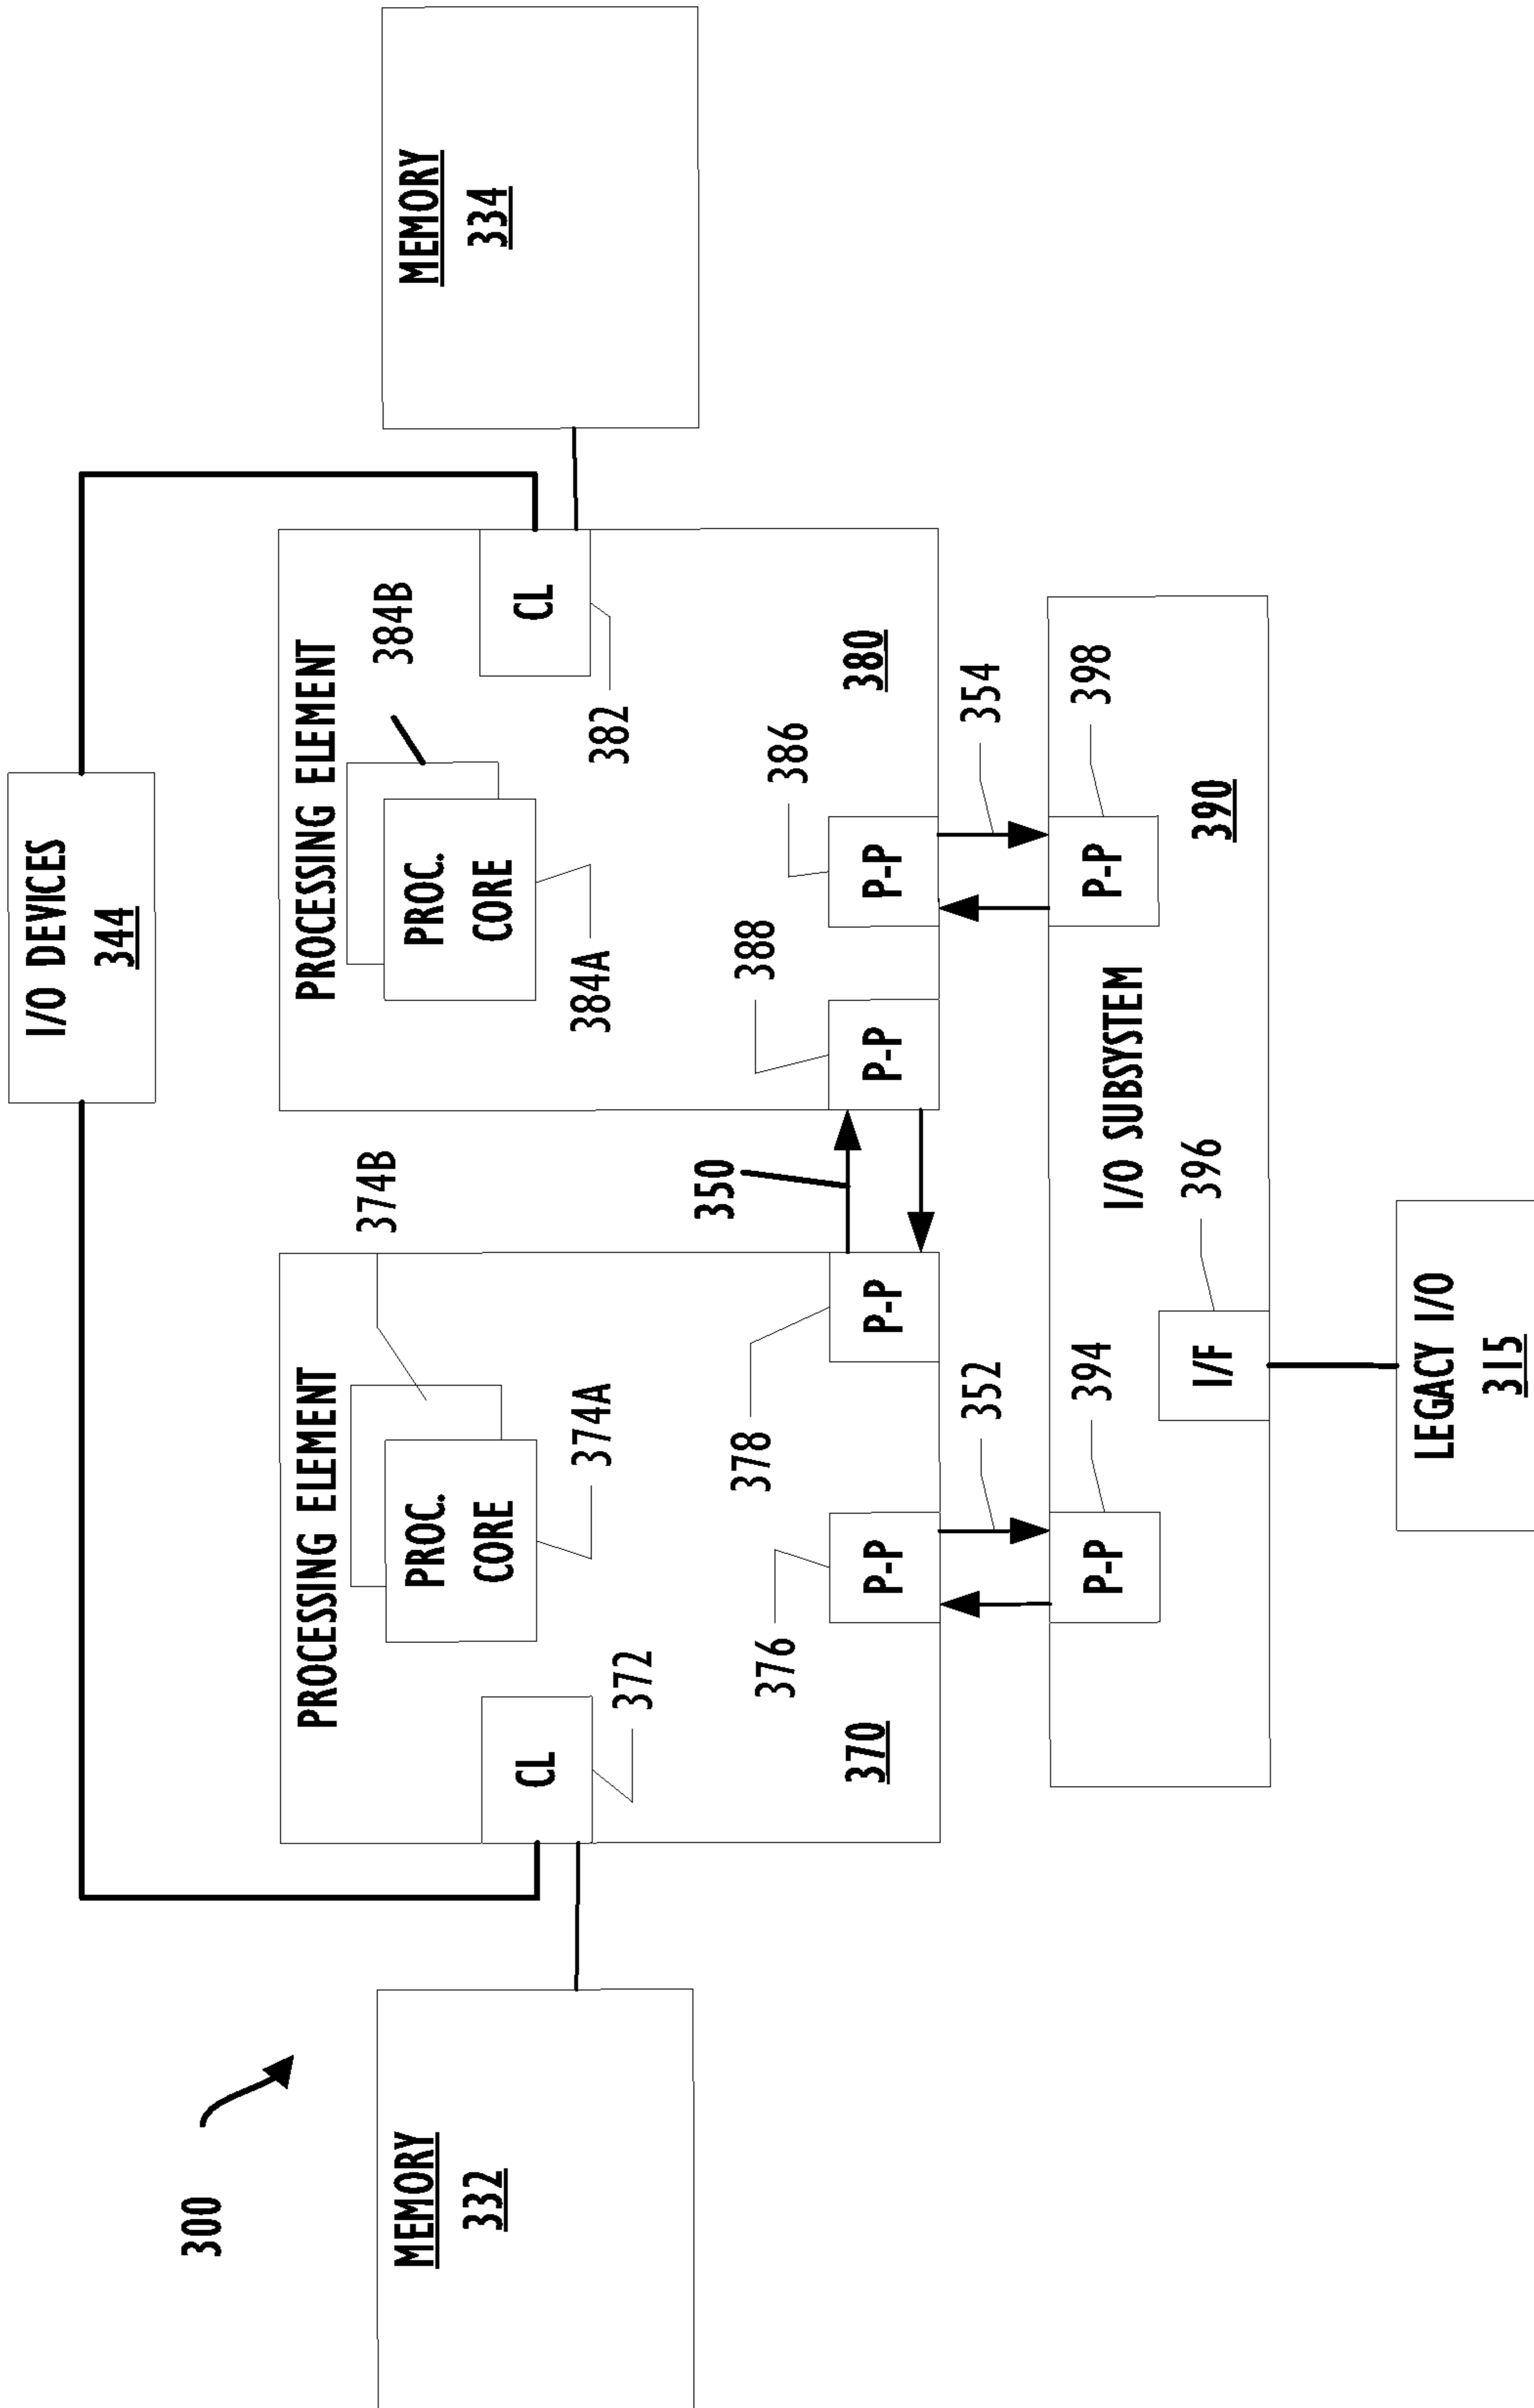 300
I/O DEVICES
344
MEMORY
332
PROCESSING ELEMENT
374B
PROC.
CORE
374A
CL
372
370
376
P-P
378
P-P
350
PROCESSING ELEMENT
384B
PROC.
CORE
384A
CL
382
388
P-P
386
P-P
380
MEMORY
334
352
354
394
P-P
I/O SUBSYSTEM
P-P
398
390
I/F
396
LEGACY I/O
315